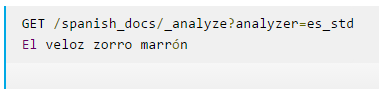 GET /spanish_docs/_analyze?analyzer=es_std
El veloz zorro marrón